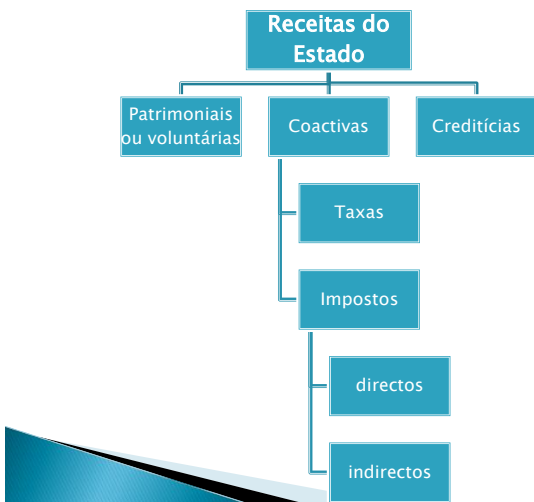 Receitas do
Estado
Patrimoniais
ou voluntárias
Coactivas
Creditícias
Taxas
Impostos
directos
indirectos